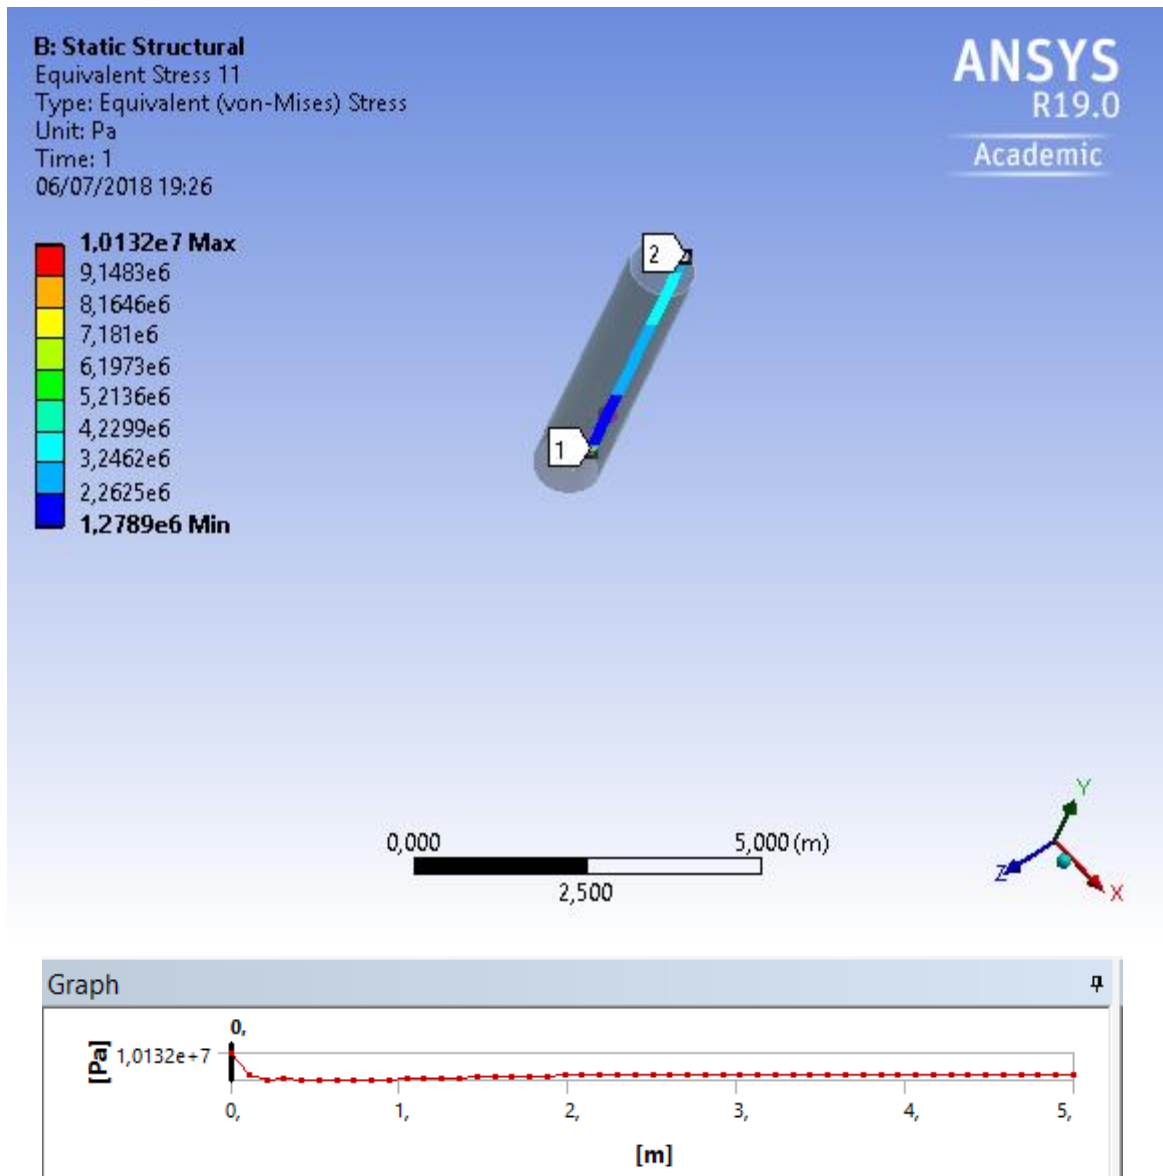 B: Static Structural
Equivalent Stress 11
Type: Equivalent (von-Mises) Stress
Unit: Pa
Time: 1
06/07/2018 19:26
ANSYS
R19.0
Academic
1,0132e7 Max
9,1483e6
8,1646e6
7,181e6
6,1973e6
5,2136e6
4,2299e6
3,2462e6
2,2625e6
1,2789e6 Min
2
1
0,000
5,000 (m)
2,500
Y
Z
X
Graph
0,
[Pa]
1,0132e+7
0,
1,
2,
3,
4,
5,
[m]